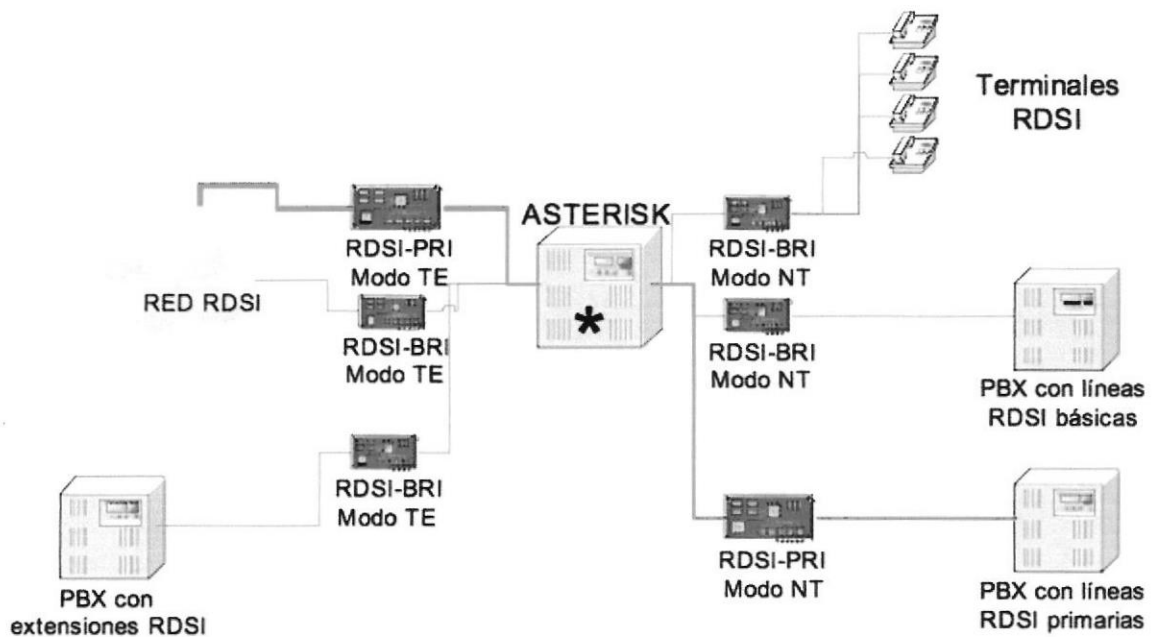 Terminales
RDSI
ASTERISK
*
RDSI-PRI
Modo TE
RDSI-BRI
Modo NT
RED RDSI
RDSI-BRI
Modo TE
RDSI-BRI
Modo NT
PBX con líneas
RDSI básicas
RDSI-BRI
Modo TE
RDSI-PRI
Modo NT
PBX con
extensiones RDSI
PBX con líneas
RDSI primarias